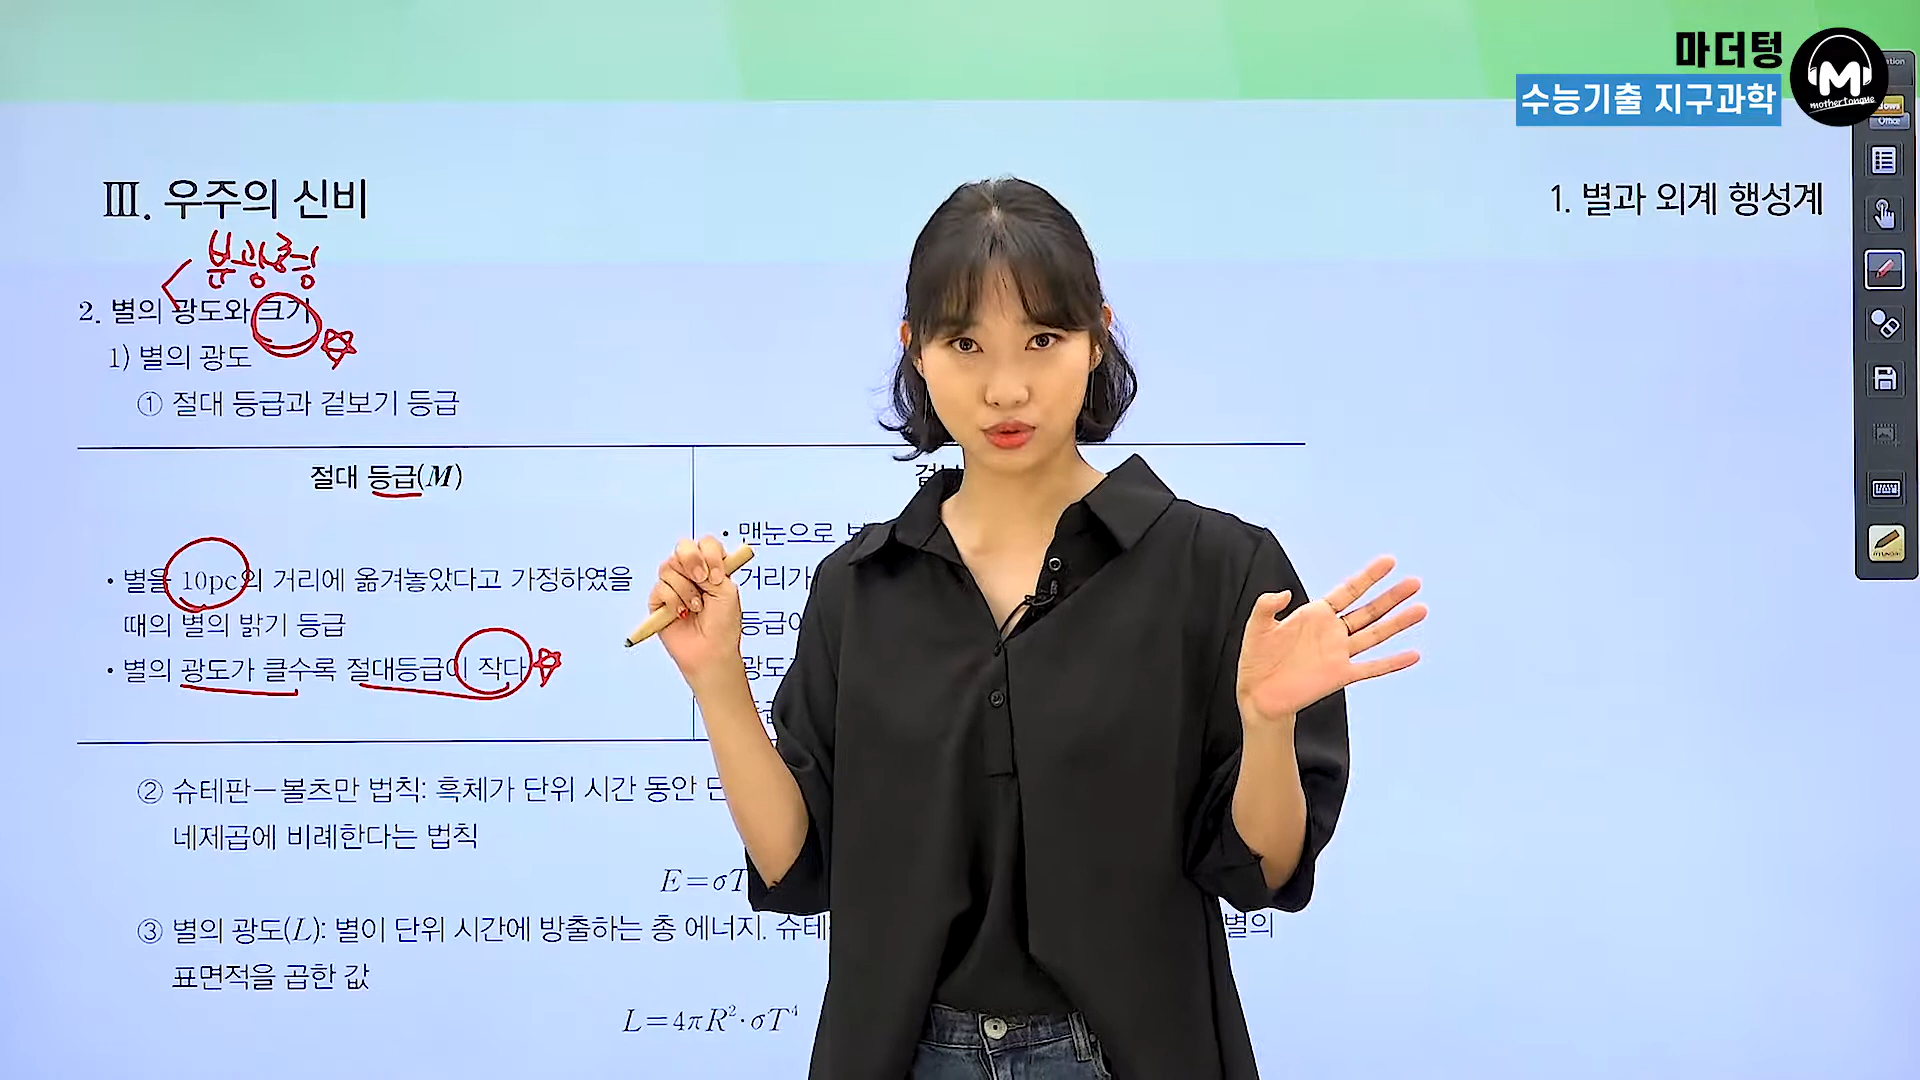 마더텅
수능기출 지구과학
M
mother tongue
Office
Ⅲ. 우주의 신비
1. 별과 외계 행성계
분광형
2. 별의 광도와 크기
1) 별의 광도
① 절대 등급과 겉보기 등급
절대 등급(M)
• 별을 10pc의 거리에 옮겨놓았다고 가정하였을
때의 별의 밝기 등급
• 별의 광도가 클수록 절대등급이 작다
• 맨눈으로
거리가
② 슈테판-볼츠만 법칙: 흑체가 단위 시간 동안
네제곱에 비례한다는 법칙
E=σT
③ 별의 광도(L): 별이 단위 시간에 방출하는 총 에너지.
별의
표면적을 곱한 값
L=4πR²·σT⁴